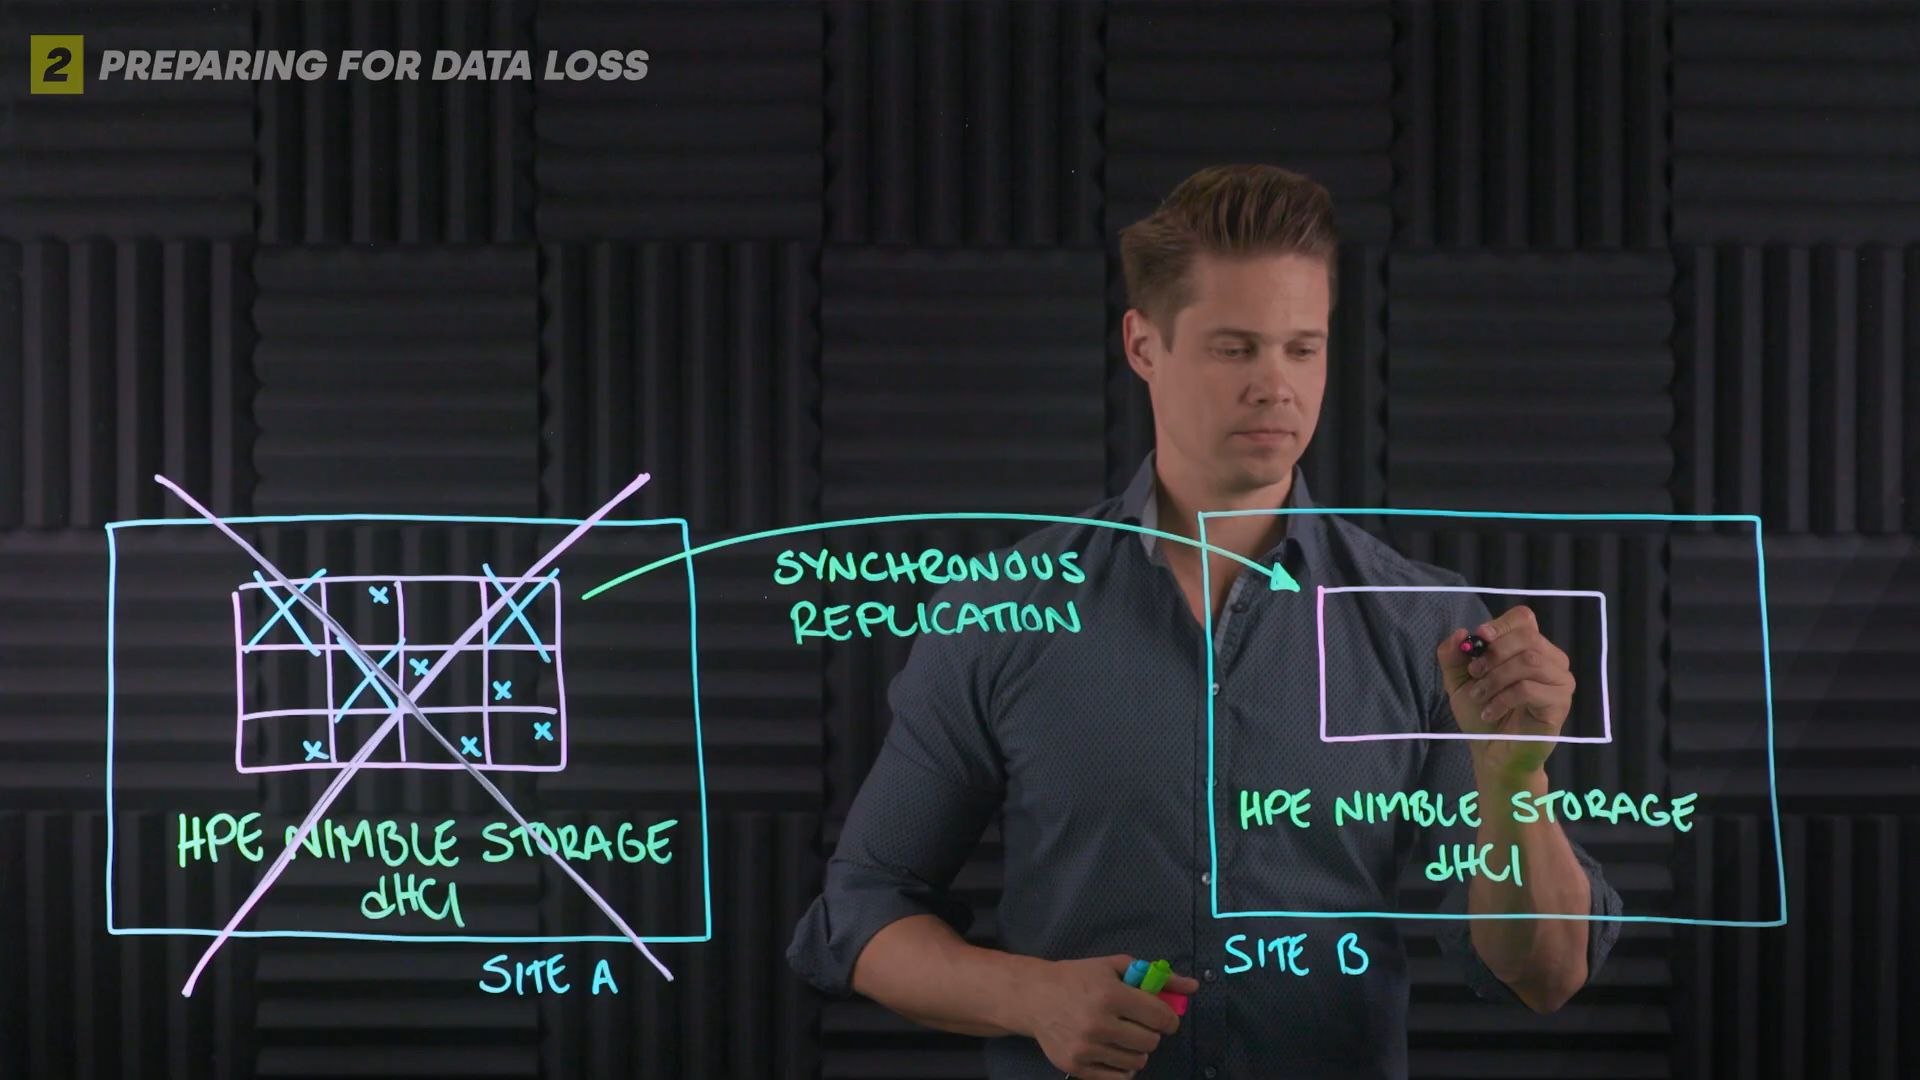 2 PREPARING FOR DATA LOSS
SYNCHRONOUS
REPLICATION
HPE NIMBLE STORAGE
dHCI
SITE A
HPE NIMBLE STORAGE
dHCI
SITE B